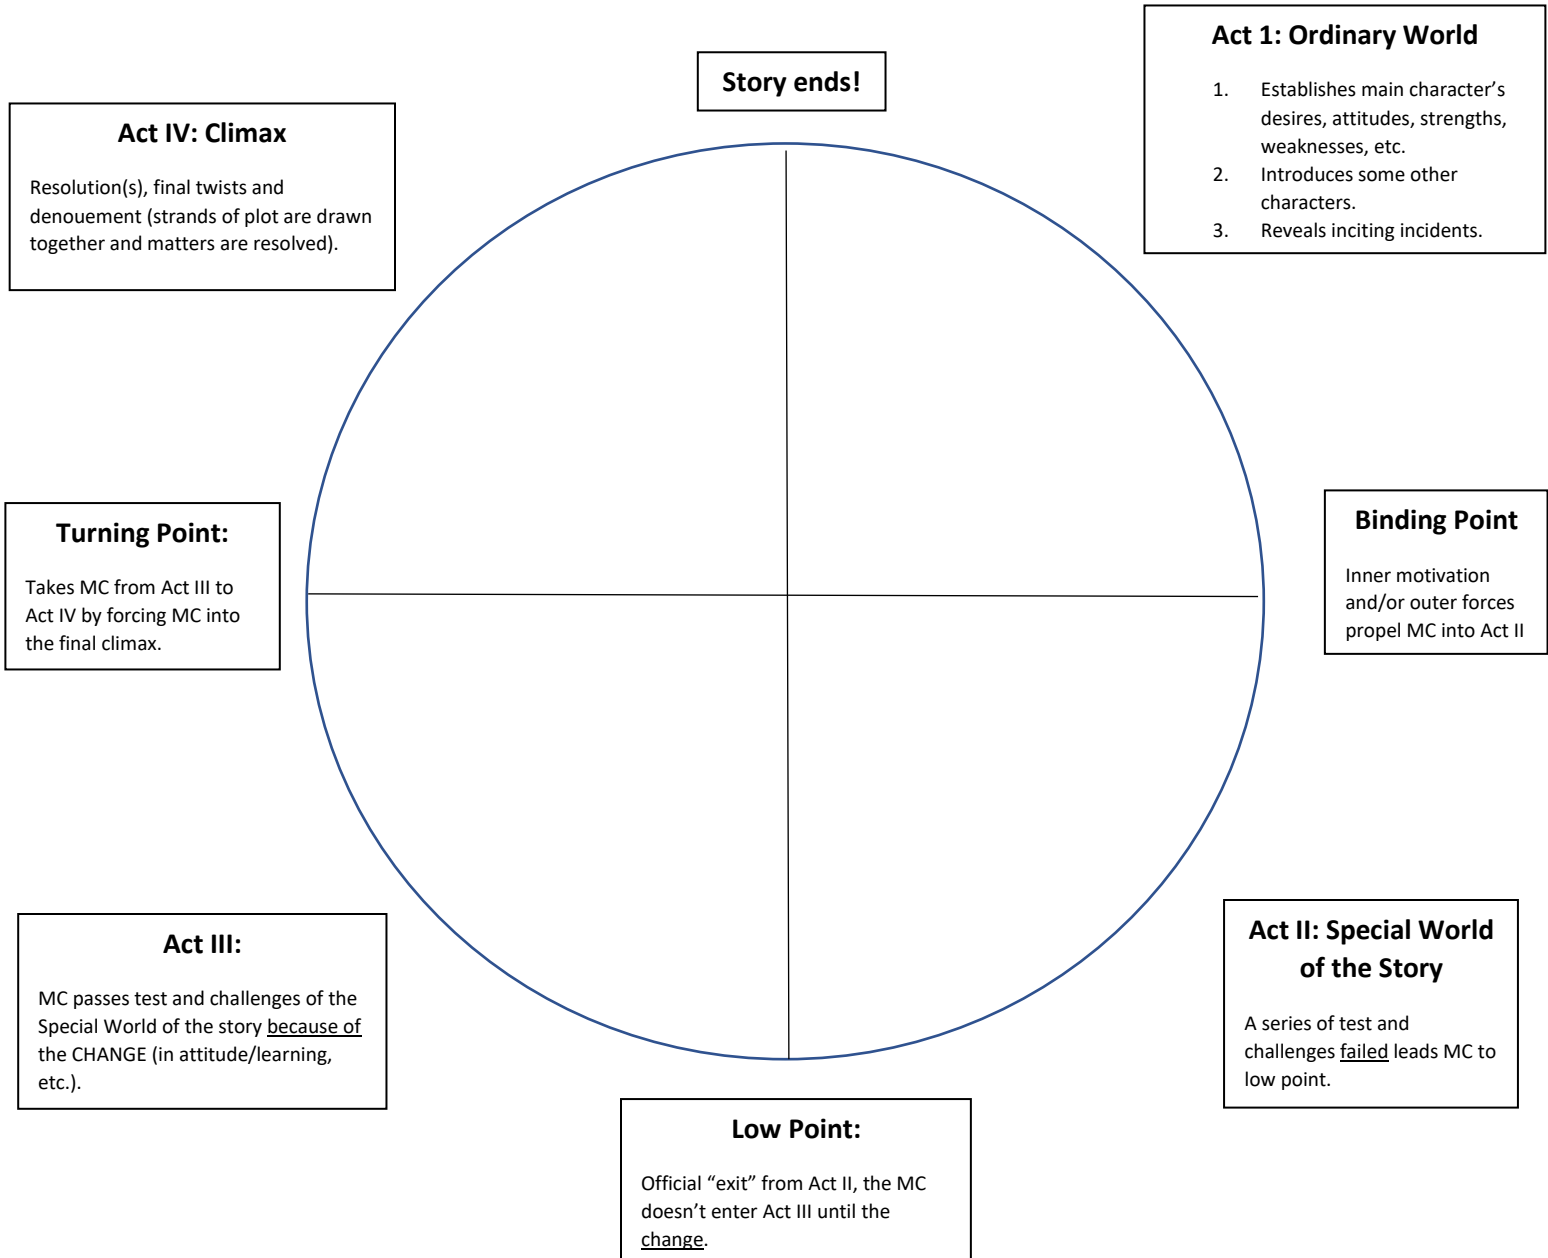 Story ends!
Act 1: Ordinary World
1. Establishes main character's
desires, attitudes, strengths,
weaknesses, etc.
2. Introduces some other
characters.
3. Reveals inciting incidents.
Binding Point
Inner motivation
and/or outer forces
propel MC into Act II
Act II: Special World
of the Story
A series of test and
challenges failed leads MC to
low point.
Low Point:
Official “exit” from Act II, the MC
doesn’t enter Act III until the
change.
Act III:
MC passes test and challenges of the
Special World of the story because of
the CHANGE (in attitude/learning,
etc.).
Turning Point:
Takes MC from Act III to
Act IV by forcing MC into
the final climax.
Act IV: Climax
Resolution(s), final twists and
denouement (strands of plot are drawn
together and matters are resolved).